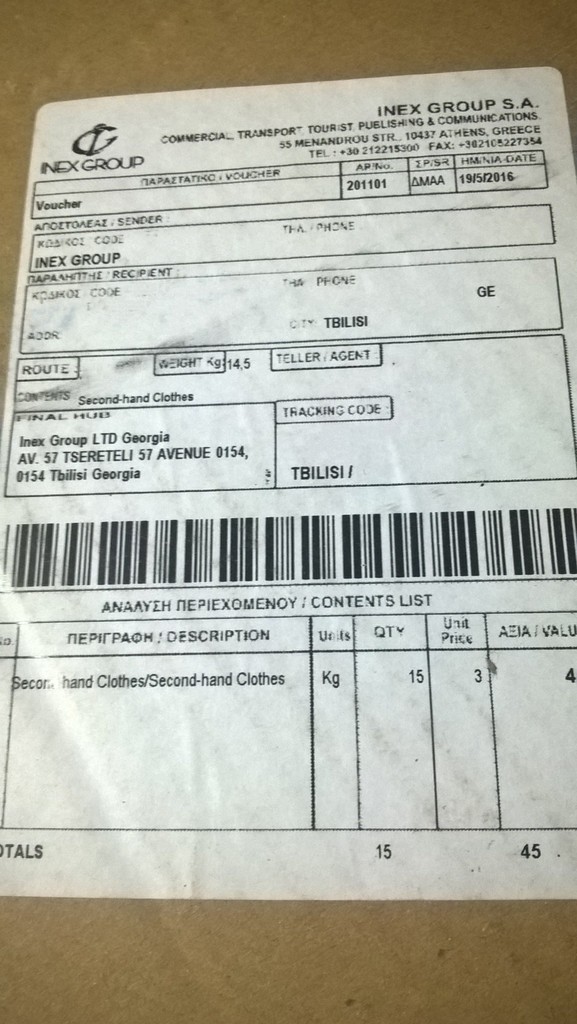 INEX GROUP
INEX GROUP S.A.
COMMERCIAL, TRANSPORT, TOURIST, PUBLISHING & COMMUNICATIONS.
55 MENANDROU STR., 10437 ATHENS, GREECE
TEL : +30 212215300 FAX: +302105227354
ΠΑΡΑΣΤΑΤΙΚΟ / VOUCHER ΑΡ/No. ΣΡ/SR ΗΜ/ΝΙΑ-DATE
Voucher 201101 ΔΜΑΑ 19/5/2016
ΑΠΟΣΤΟΛΕΑΣ / SENDER :
ΚΩΔΙΚΟΣ / CODE ΤΗΛ. / PHONE
INEX GROUP
ΠΑΡΑΛΗΠΤΗΣ / RECIPIENT :
ΚΩΔΙΚΟΣ / CODE ΤΗΛ. PHONE
GE
ADDR CITY TBILISI
ROUTE : WEIGHT Kg: 14,5 TELLER / AGENT :
CONTENTS Second-hand Clothes
FINAL HUB TRACKING CODE :
Inex Group LTD Georgia
AV. 57 TSERETELI 57 AVENUE 0154,
0154 Tbilisi Georgia TBILISI /
ΑΝΑΛΥΣΗ ΠΕΡΙΕΧΟΜΕΝΟΥ / CONTENTS LIST
No. ΠΕΡΙΓΡΑΦΗ / DESCRIPTION Units QTY Unit Price ΑΞΙΑ / VALU
Second hand Clothes/Second-hand Clothes Kg 15 3 4
OTALS 15 45